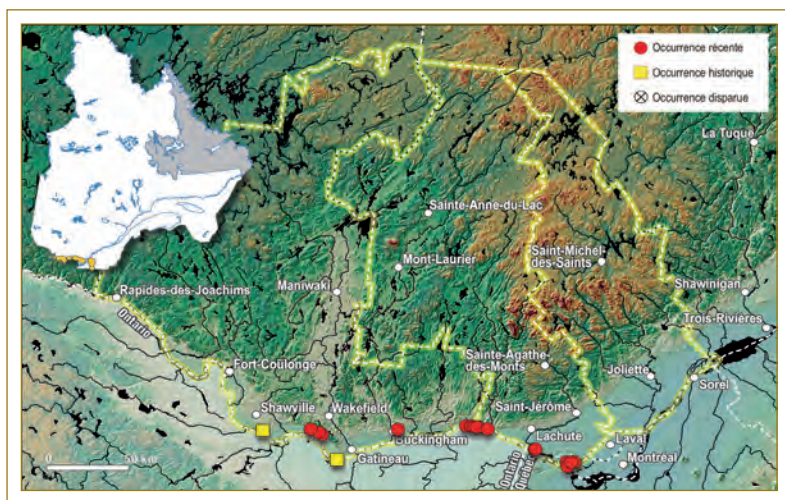 Occurrence récente
Occurrence historique
Occurrence disparue
La Tuque
Sainte-Anne-du-Lac
Saint-Michel-
des-Saints
Mont-Laurier
Maniwaki
Rapides-des-Joachims
Shawinigan
Ontario
Trois-Rivières
Fort-Coulonge
Sainte-Agathe-
des-Monts
Joliette
Sorel
Shawville
Wakefield
Saint-Jérôme
Buckingham
Lachute
Laval
Gatineau
Montréal
Ontario
Québec
0 50 km